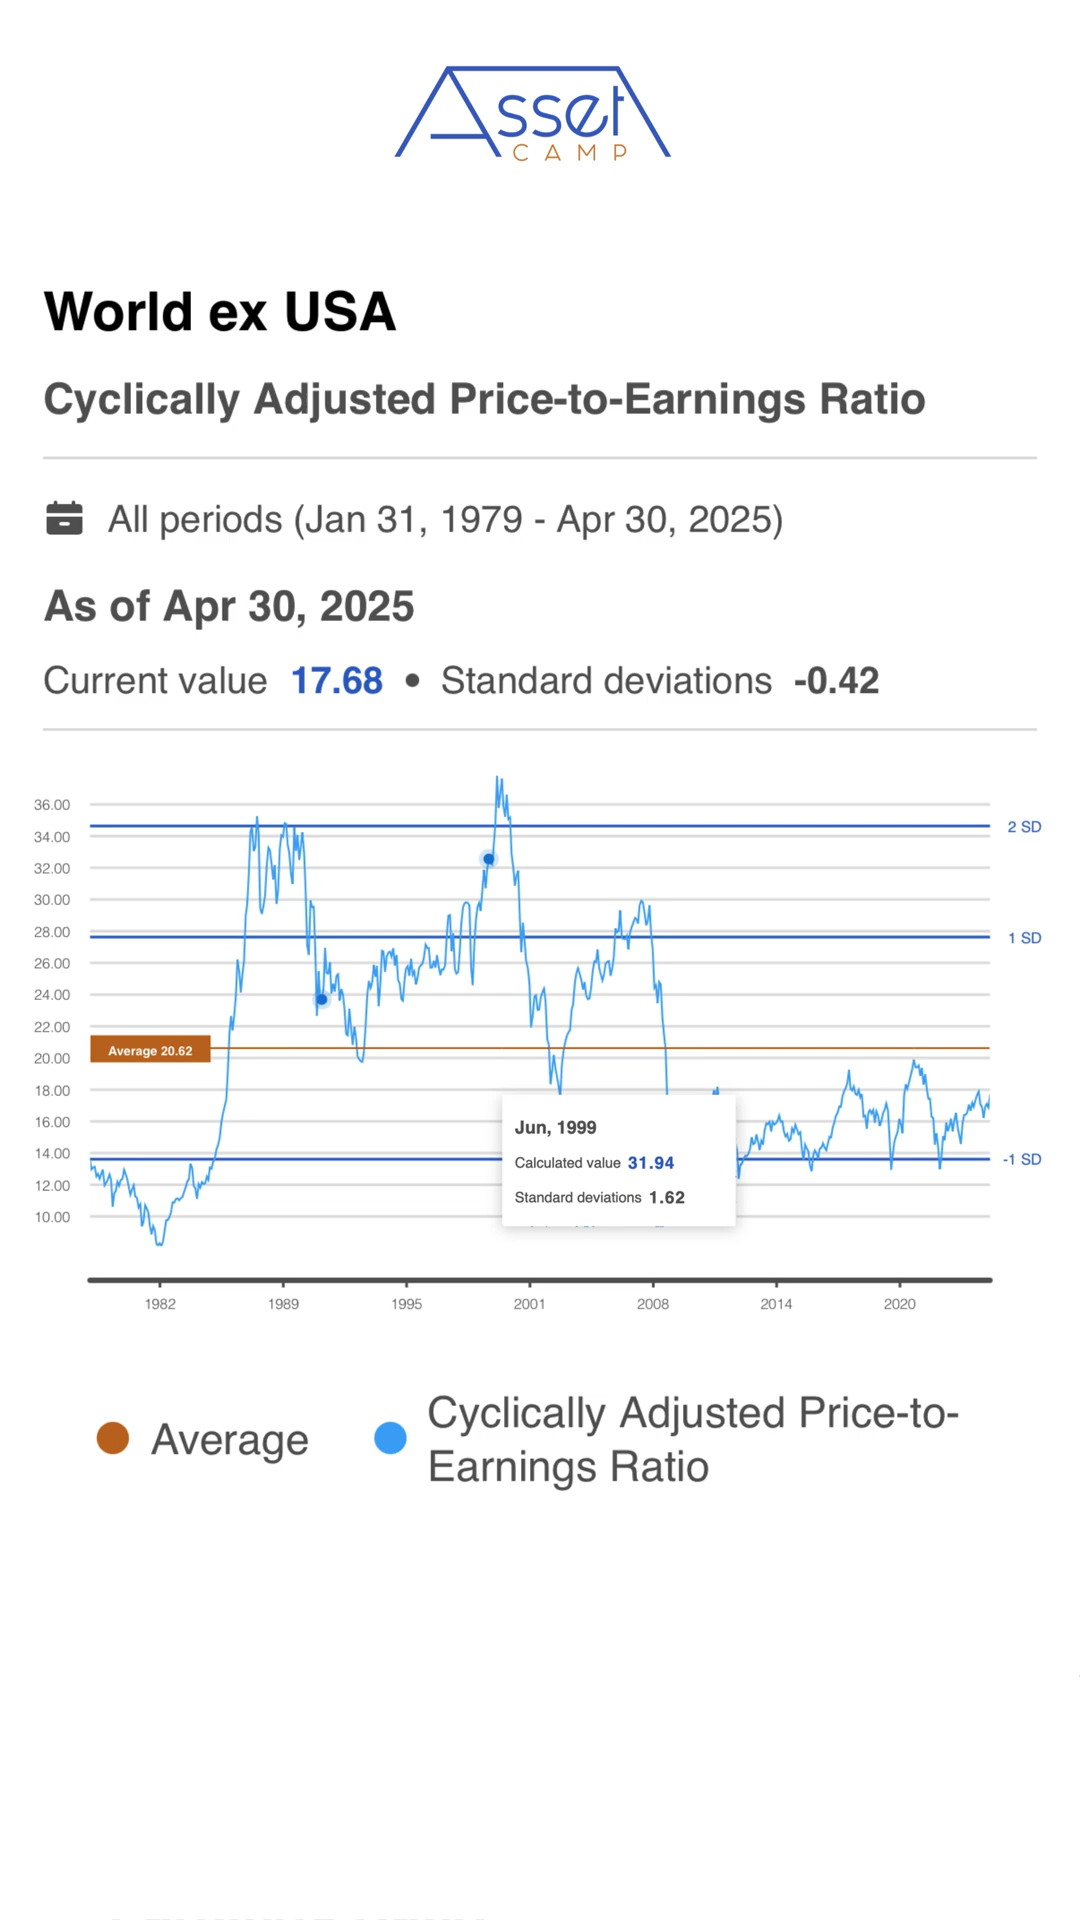 Asset
CAMP
World ex USA
Cyclically Adjusted Price-to-Earnings Ratio
All periods (Jan 31, 1979 - Apr 30, 2025)
As of Apr 30, 2025
Current value 17.68 • Standard deviations -0.42
36.00
2 SD
34.00
32.00
30.00
28.00
1 SD
26.00
24.00
22.00
Average 20.62
20.00
18.00
16.00
14.00
-1 SD
12.00
10.00
Jun, 1999
Calculated value 31.94
Standard deviations 1.62
1982 1989 1995 2001 2008 2014 2020
Average
Cyclically Adjusted Price-to-
Earnings Ratio